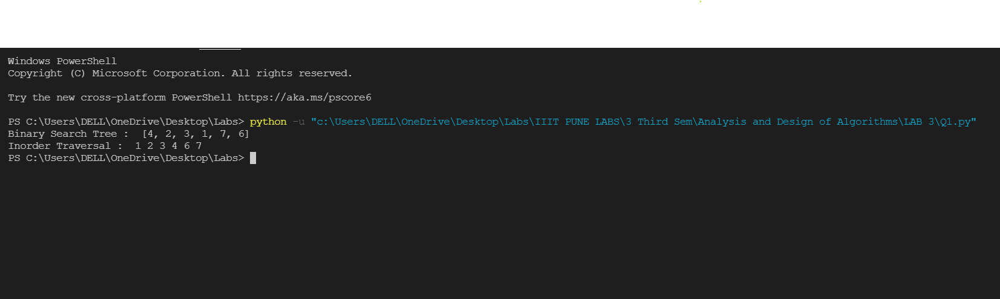 Windows PowerShell
Copyright (C) Microsoft Corporation. All rights reserved.
Try the new cross-platform PowerShell https://aka.ms/pscore6
PS C:\Users\DELL\OneDrive\Desktop\Labs> python -u "c:\Users\DELL\OneDrive\Desktop\Labs\IIIT PUNE LABS\3 Third Sem\Analysis and Design of Algorithms\LAB 3\Q1.py"
Binary Search Tree :  [4, 2, 3, 1, 7, 6]
Inorder Traversal :  1 2 3 4 6 7
PS C:\Users\DELL\OneDrive\Desktop\Labs>